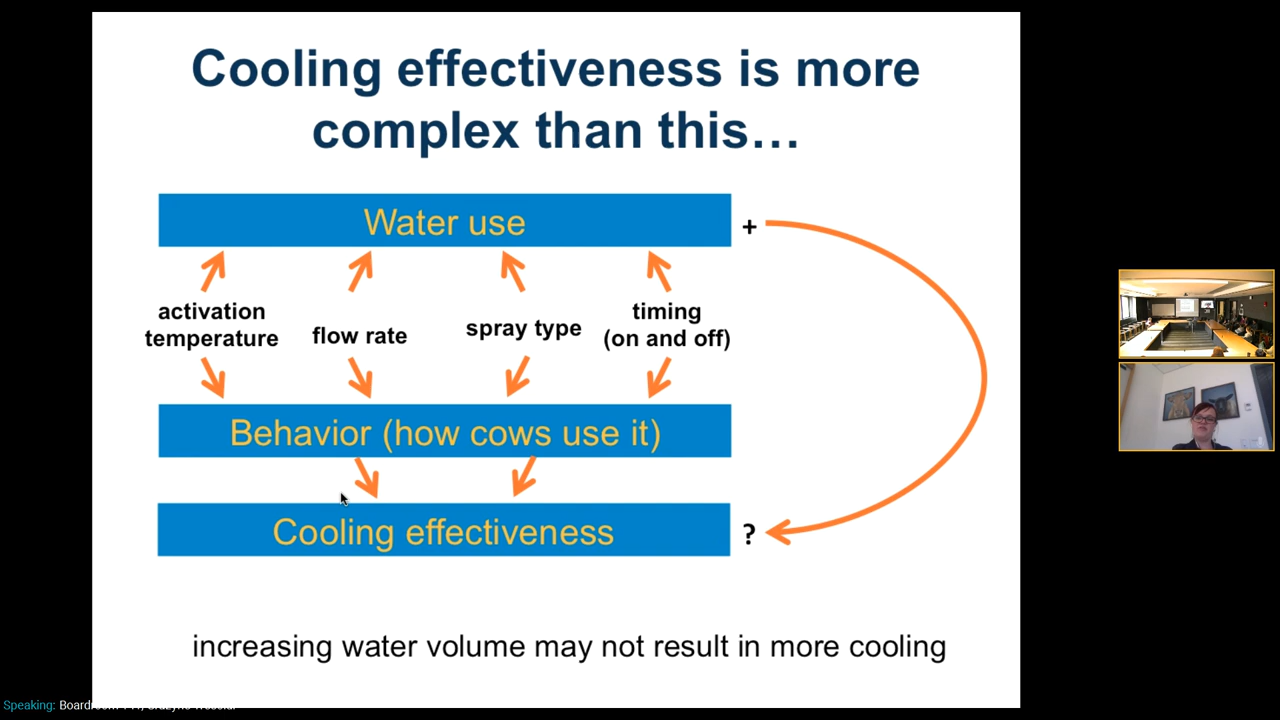 Cooling effectiveness is more
complex than this…
Water use
+
activation
temperature
flow rate
spray type
timing
(on and off)
Behavior (how cows use it)
Cooling effectiveness
?
increasing water volume may not result in more cooling
Speaking: